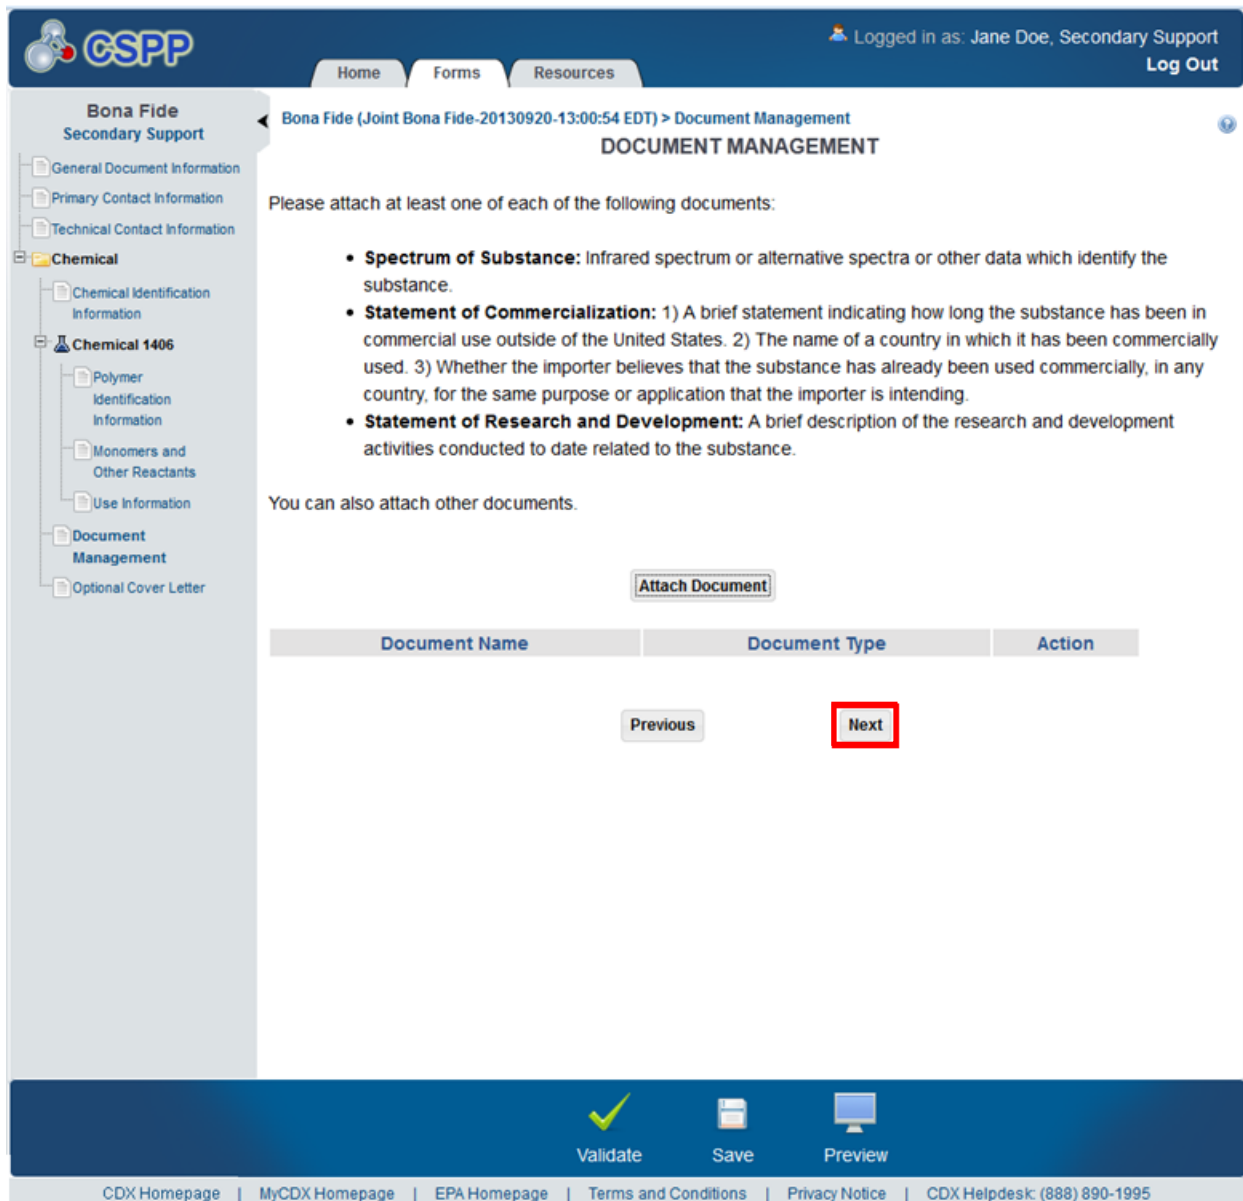 CSPP
Logged in as: Jane Doe, Secondary Support
Log Out
Home Forms Resources
Bona Fide
Secondary Support
General Document Information
Primary Contact Information
Technical Contact Information
Chemical
Chemical Identification
Information
Chemical 1406
Polymer
Identification
Information
Monomers and
Other Reactants
Use Information
Document
Management
Optional Cover Letter
Bona Fide (Joint Bona Fide-20130920-13:00:54 EDT) > Document Management
DOCUMENT MANAGEMENT
Please attach at least one of each of the following documents:
• Spectrum of Substance: Infrared spectrum or alternative spectra or other data which identify the
substance.
• Statement of Commercialization: 1) A brief statement indicating how long the substance has been in
commercial use outside of the United States. 2) The name of a country in which it has been commercially
used. 3) Whether the importer believes that the substance has already been used commercially, in any
country, for the same purpose or application that the importer is intending.
• Statement of Research and Development: A brief description of the research and development
activities conducted to date related to the substance.
You can also attach other documents.
Attach Document
Document Name Document Type Action
Previous Next
Validate Save Preview
CDX Homepage | MyCDX Homepage | EPA Homepage | Terms and Conditions | Privacy Notice | CDX Helpdesk: (888) 890-1995